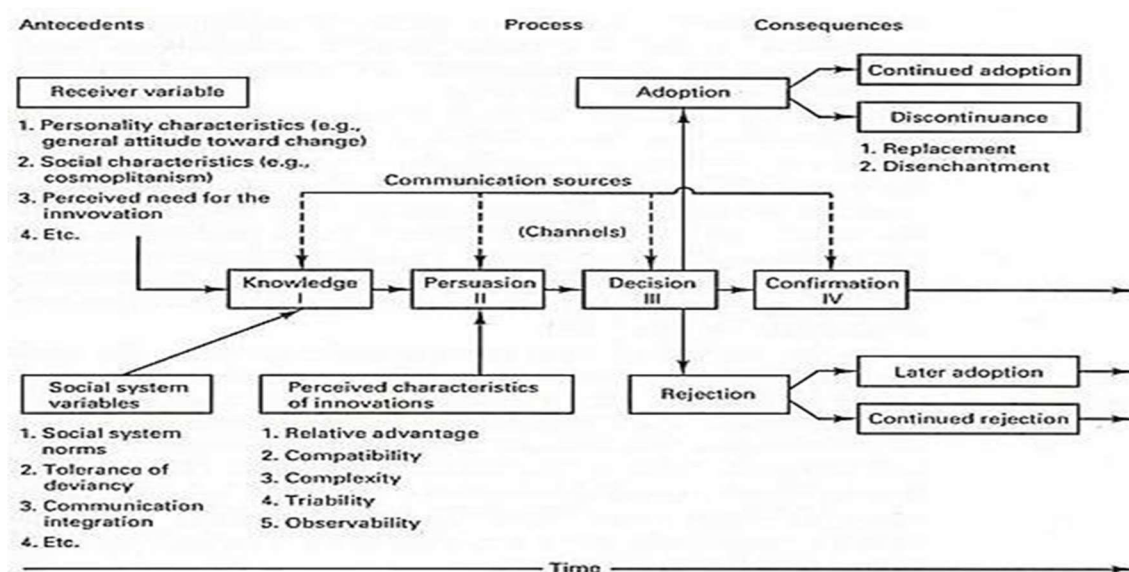 Antecedents
Process
Consequences
Receiver variable
1. Personality characteristics (e.g.,
general attitude toward change)
2. Social characteristics (e.g.,
cosmoplitanism)
3. Perceived need for the
innvovation
4. Etc.
Adoption
Continued adoption
Discontinuance
1. Replacement
2. Disenchantment
Communication sources
(Channels)
Knowledge
I
Persuasion
II
Decision
III
Confirmation
IV
Social system
variables
1. Social system
norms
2. Tolerance of
deviancy
3. Communication
integration
4. Etc.
Perceived characteristics
of innovations
1. Relative advantage
2. Compatibility
3. Complexity
4. Triability
5. Observability
Rejection
Later adoption
Continued rejection
Time